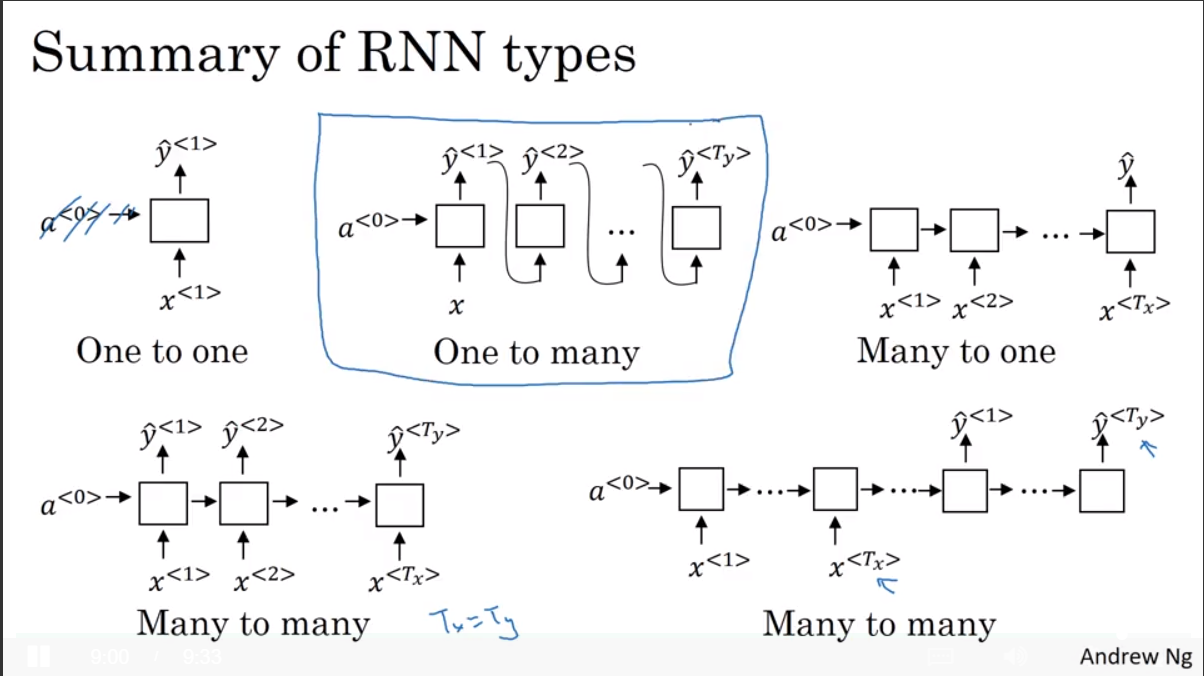 Summary of RNN types
ŷ<1>
a<0>
x<1>
One to one
ŷ<1> ŷ<2> ŷ<Ty>
a<0> ...
x
One to many
ŷ
a<0> ...
x<1> x<2> x<Tx>
Many to one
ŷ<1> ŷ<2> ŷ<Ty>
a<0> ...
x<1> x<2> x<Tx>
Many to many Tx=Ty
ŷ<1> ŷ<Ty>
a<0> ... ... ...
x<1> x<Tx>
Many to many
9:00 / 9:33
Andrew Ng